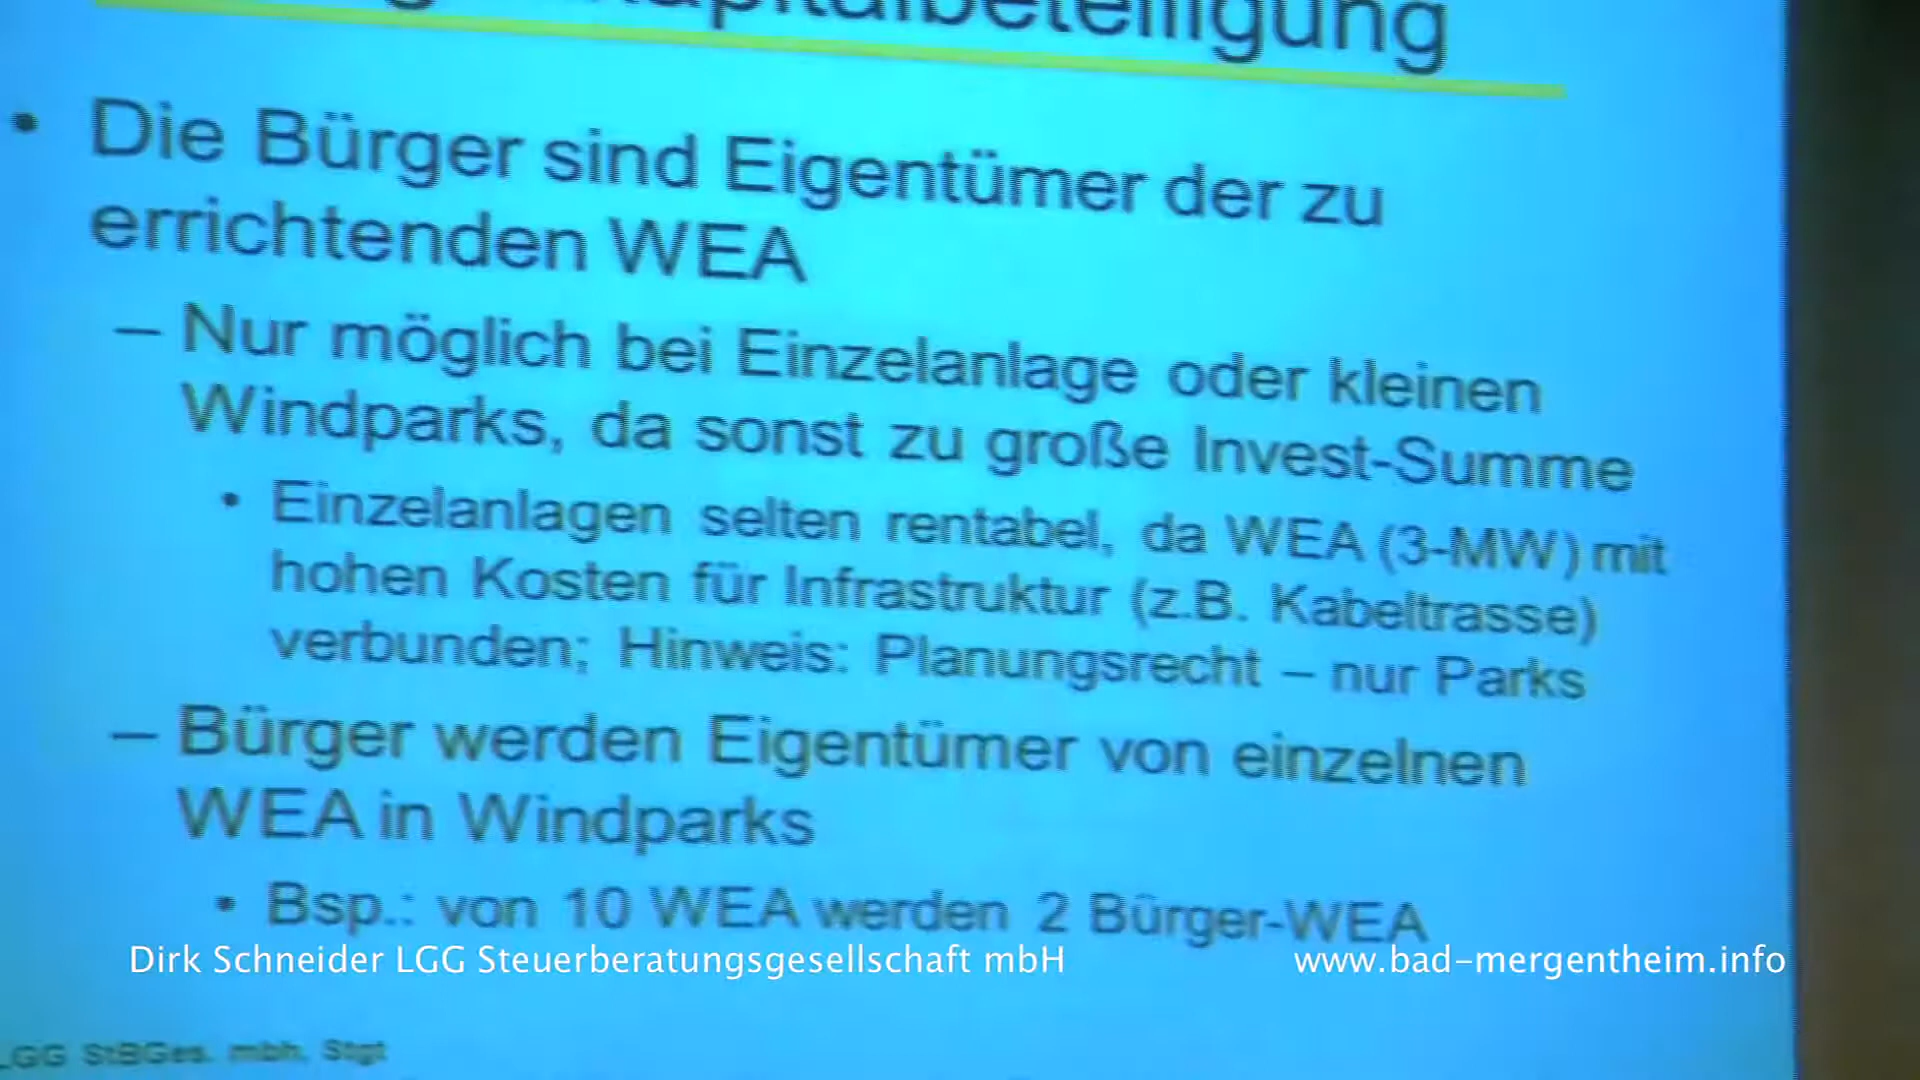 Kapitalbeteiligung
• Die Bürger sind Eigentümer der zu
errichtenden WEA
– Nur möglich bei Einzelanlage oder kleinen
Windparks, da sonst zu große Invest-Summe
• Einzelanlagen selten rentabel, da WEA (3-MW) mit
hohen Kosten für Infrastruktur (z.B. Kabeltrasse)
verbunden; Hinweis: Planungsrecht – nur Parks
– Bürger werden Eigentümer von einzelnen
WEA in Windparks
• Bsp.: von 10 WEA werden 2 Bürger-WEA
Dirk Schneider LGG Steuerberatungsgesellschaft mbH
www.bad-mergentheim.info
LGG StBGes. mbh, Stgt